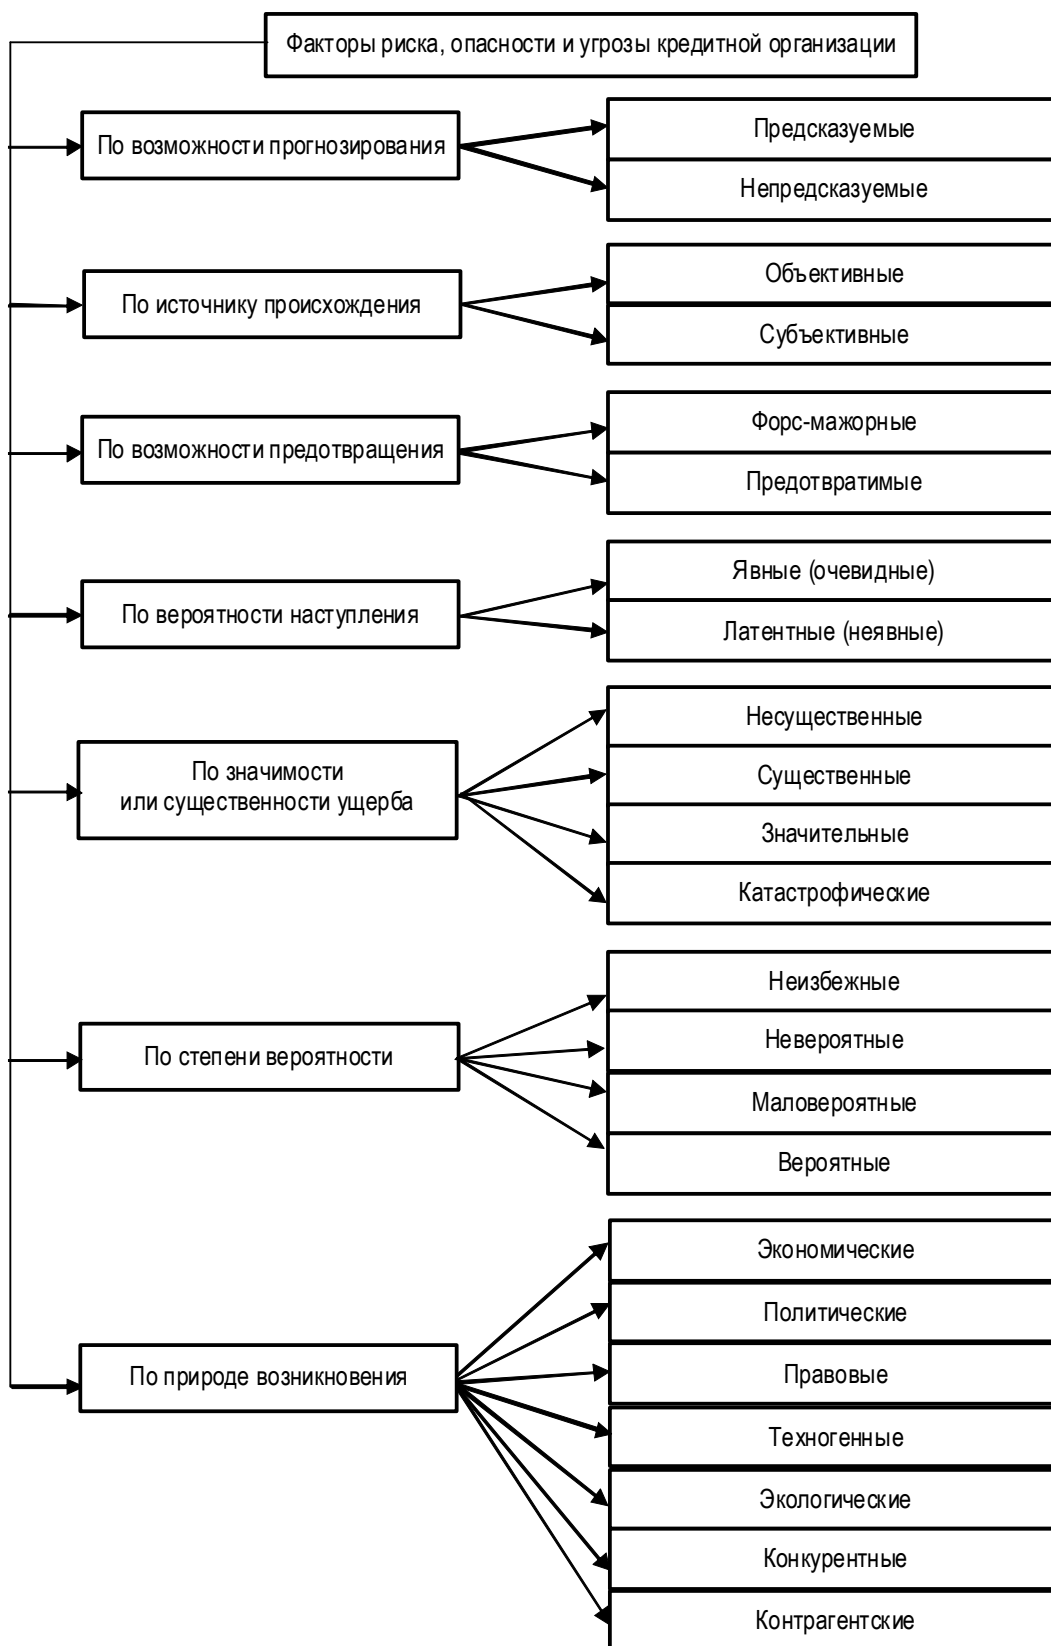 Факторы риска, опасности и угрозы кредитной организации
По возможности прогнозирования
Предсказуемые
Непредсказуемые
По источнику происхождения
Объективные
Субъективные
По возможности предотвращения
Форс-мажорные
Предотвратимые
По вероятности наступления
Явные (очевидные)
Латентные (неявные)
По значимости
или существенности ущерба
Несущественные
Существенные
Значительные
Катастрофические
По степени вероятности
Неизбежные
Невероятные
Маловероятные
Вероятные
По природе возникновения
Экономические
Политические
Правовые
Техногенные
Экологические
Конкурентные
Контрагентские